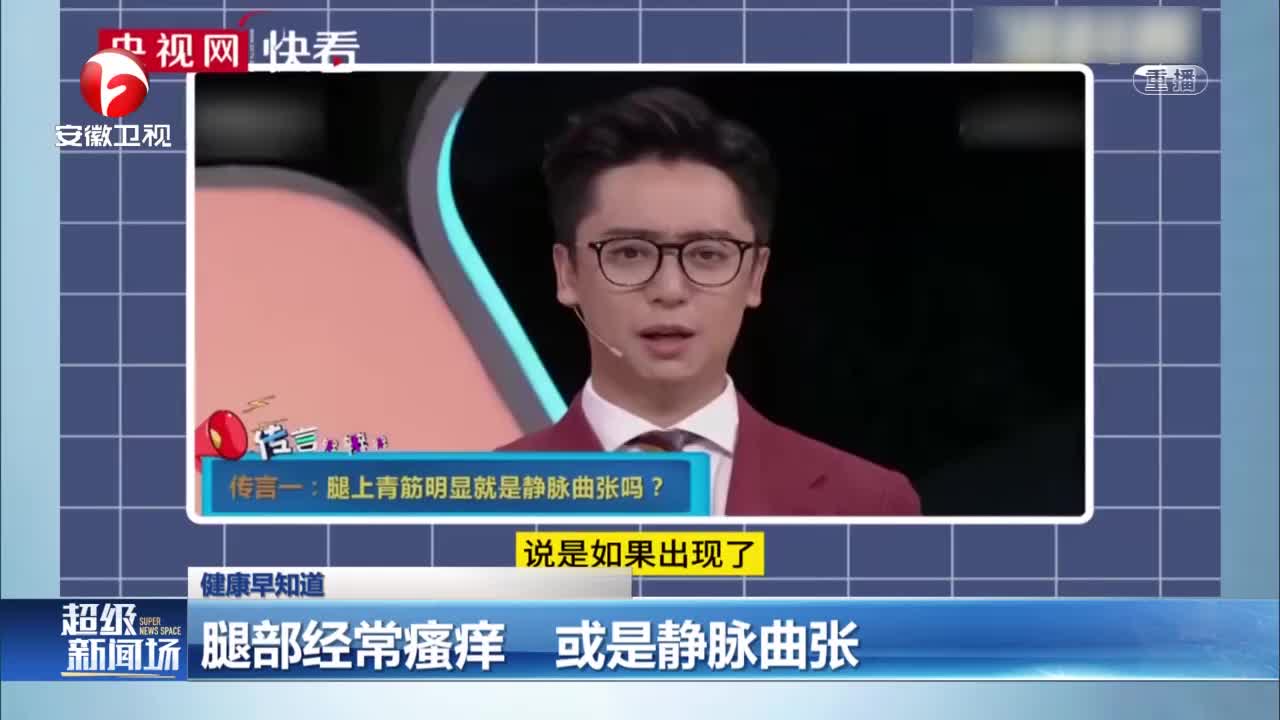 央视网 快看
安徽卫视
重播
传言
传言一：腿上青筋明显就是静脉曲张吗？
说是如果出现了
健康早知道
超级新闻场
SUPER NEWS SPACE
腿部经常瘙痒 或是静脉曲张